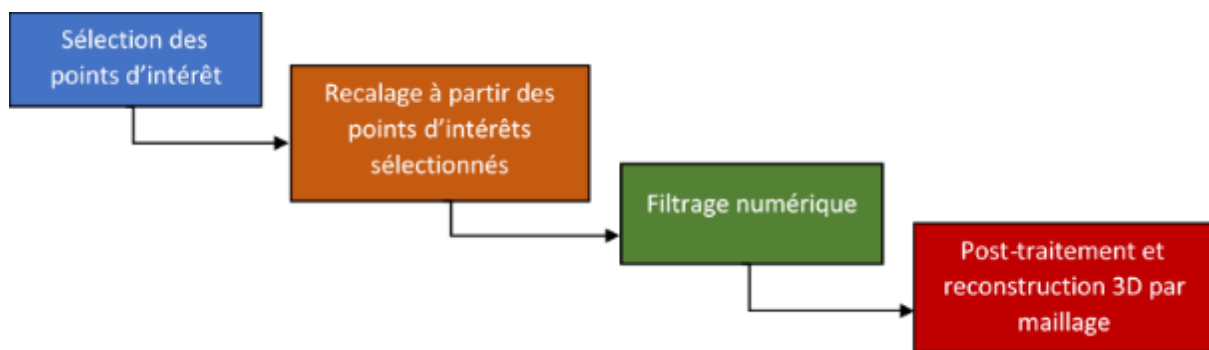 Sélection des
points d'intérêt
Recalage à partir des
points d'intérêts
sélectionnés
Filtrage numérique
Post-traitement et
reconstruction 3D par
maillage